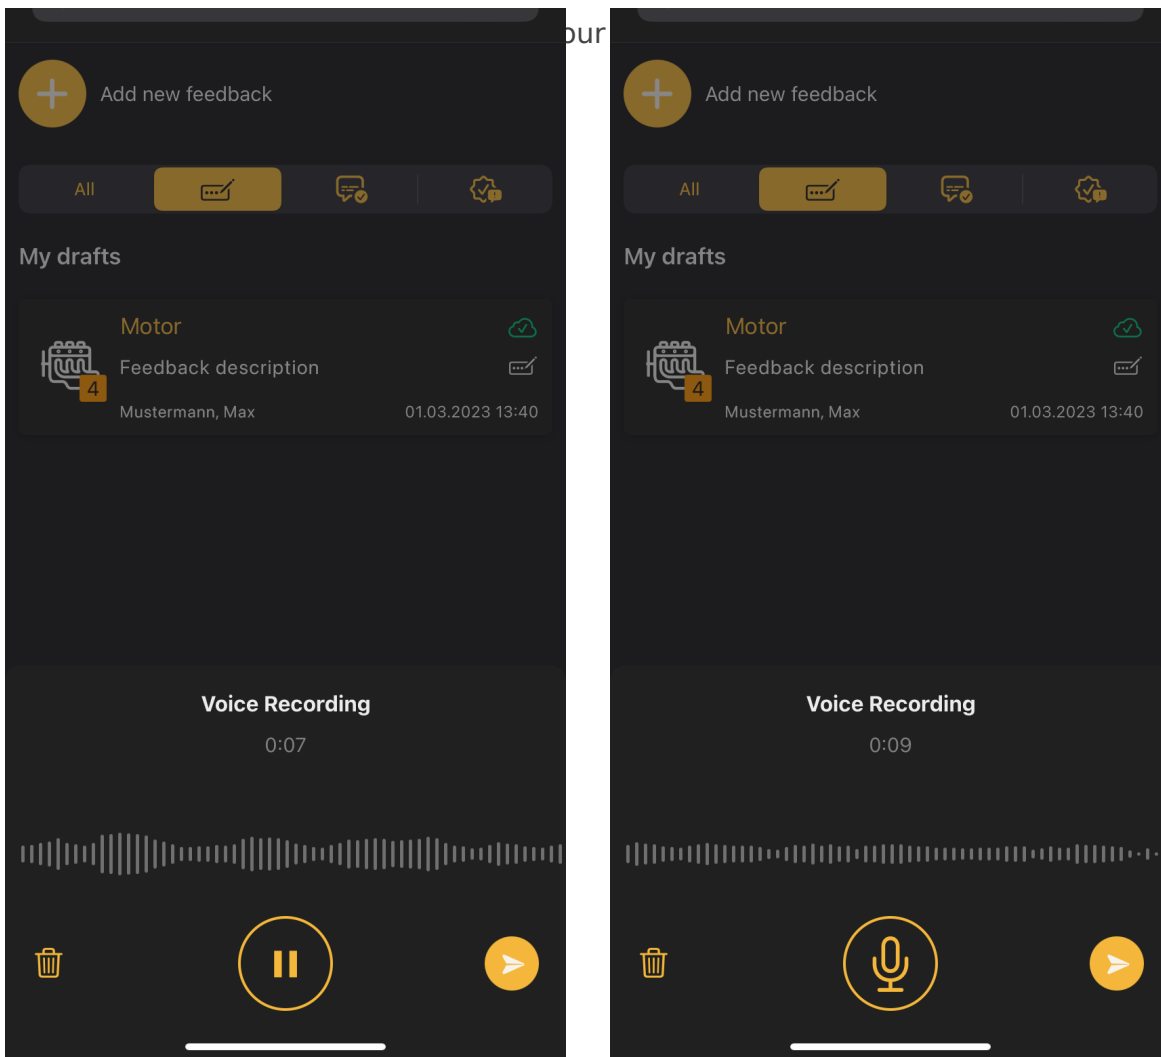 our
Add new feedback
All
My drafts
Motor
Feedback description
4
Mustermann, Max
01.03.2023 13:40
Voice Recording
0:07
Add new feedback
All
My drafts
Motor
Feedback description
4
Mustermann, Max
01.03.2023 13:40
Voice Recording
0:09